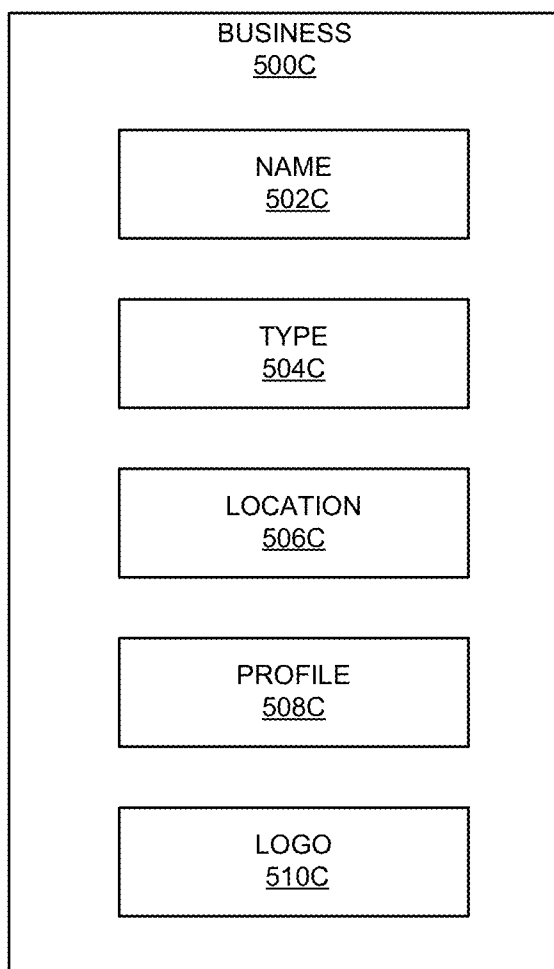 BUSINESS
500C
NAME
502C
TYPE
504C
LOCATION
506C
PROFILE
508C
LOGO
510C